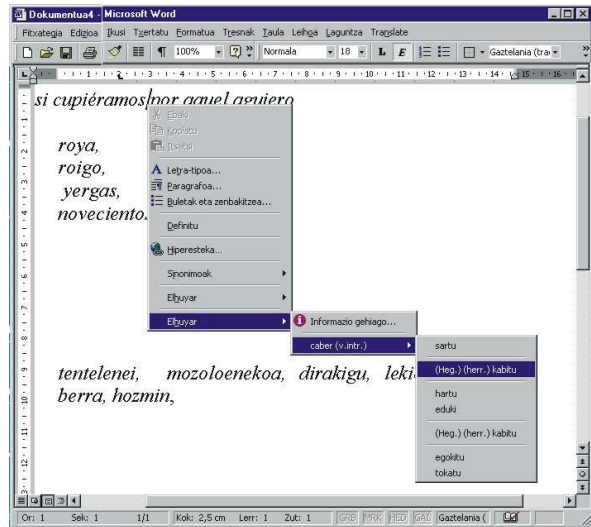 Dokumentua4 - Microsoft Word
Fitxategia Edizioa Ikusi Txertatu Formatua Tresnak Taula Leihoa Laguntza Translate
100% Normala 18 L E Gaztelania (tra
si cupiéramos por aquel agujero
roya,
roigo,
yergas,
noveciento
Ebaki
Kopiatu
Itsatsi
Letra-tipoa...
Paragrafoa...
Buletak eta zenbakitzea...
Definitu
Hiperesteka...
Sinonimoak
Elhuyar
Elhuyar
Informazio gehiago...
caber (v.intr.)
sartu
(Heg.) (herr.) kabitu
hartu
eduki
(Heg.) (herr.) kabitu
egokitu
tokatu
tentelenei, mozoloenekoa, dirakigu, leki
berra, hozmin,
Or: 1 Sek: 1 1/1 Kok: 2,5 cm Lerr: 1 Zut: 1 GRB MRK HED GAI Gaztelania (